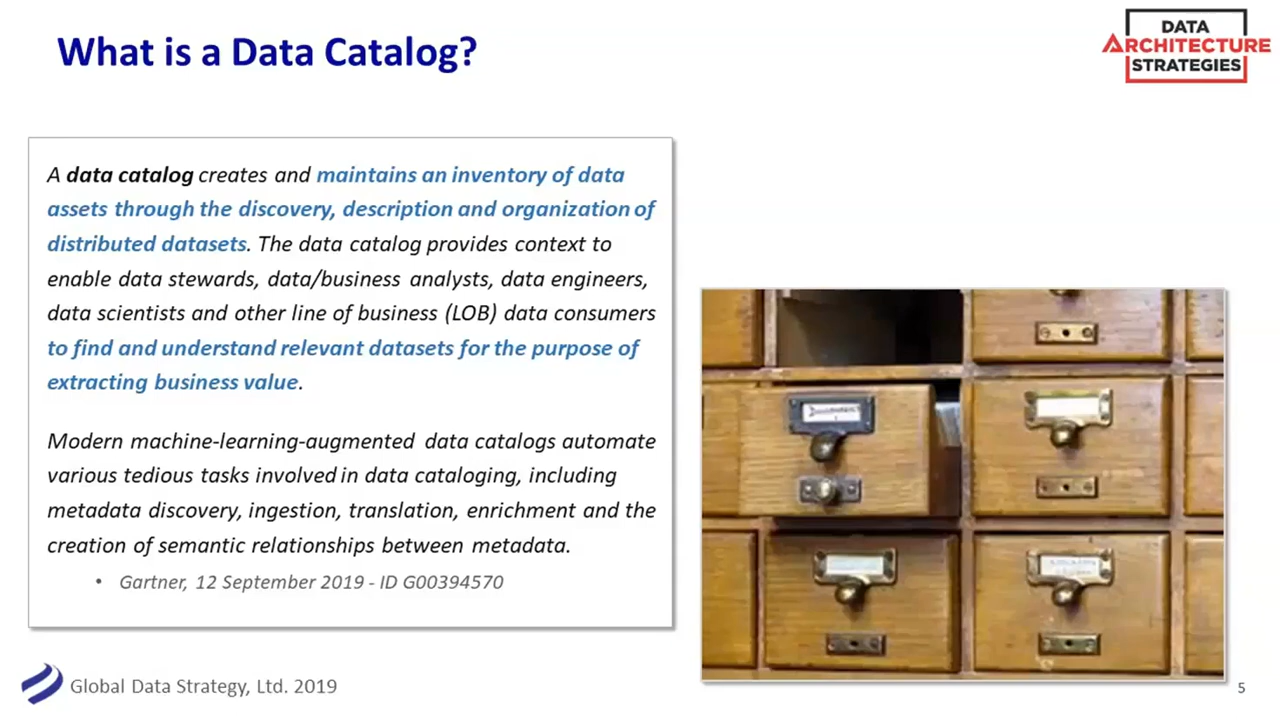 What is a Data Catalog?
DATA
ARCHITECTURE
STRATEGIES
A data catalog creates and maintains an inventory of data
assets through the discovery, description and organization of
distributed datasets. The data catalog provides context to
enable data stewards, data/business analysts, data engineers,
data scientists and other line of business (LOB) data consumers
to find and understand relevant datasets for the purpose of
extracting business value.
Modern machine-learning-augmented data catalogs automate
various tedious tasks involved in data cataloging, including
metadata discovery, ingestion, translation, enrichment and the
creation of semantic relationships between metadata.
• Gartner, 12 September 2019 - ID G00394570
Global Data Strategy, Ltd. 2019
5